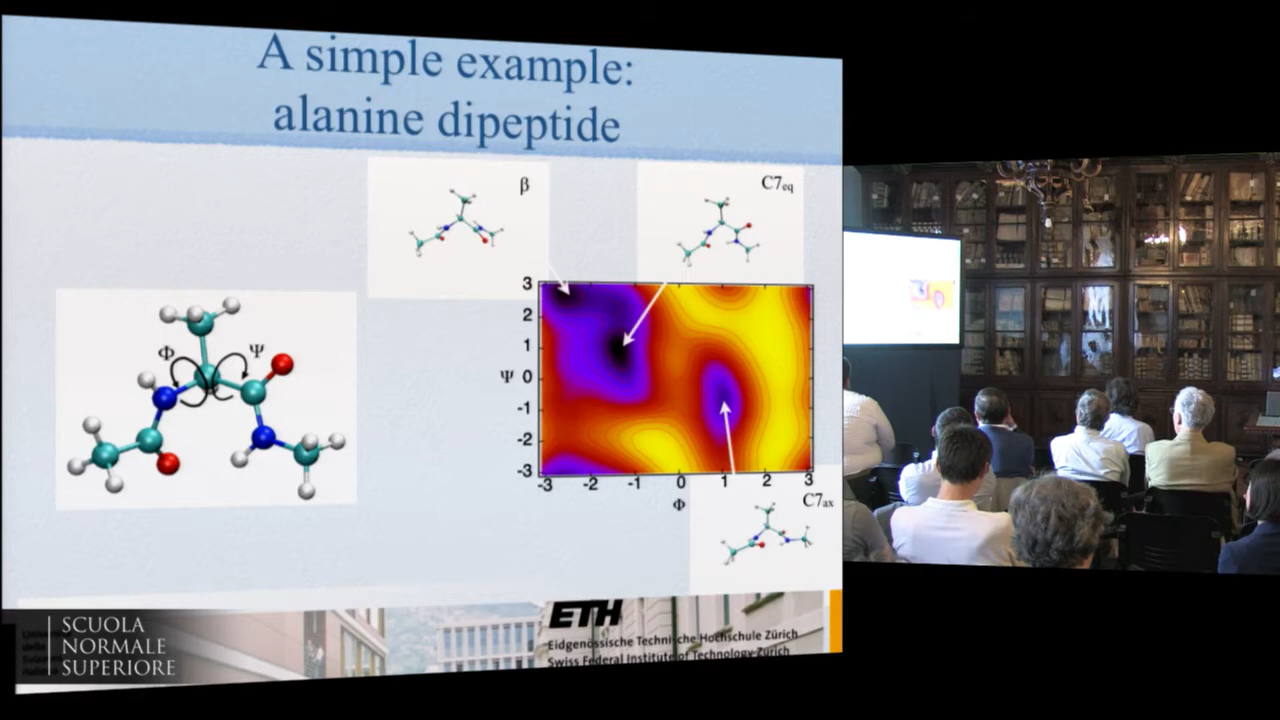 A simple example:
alanine dipeptide
β
C7eq
Φ
Ψ
3
2
1
Ψ 0
-1
-2
-3
-3 -2 -1 0 1 2 3
Φ
C7ax
SCUOLA
NORMALE
SUPERIORE
ETH
Eidgenössische Technische Hochschule Zürich
Swiss Federal Institute of Technology Zurich